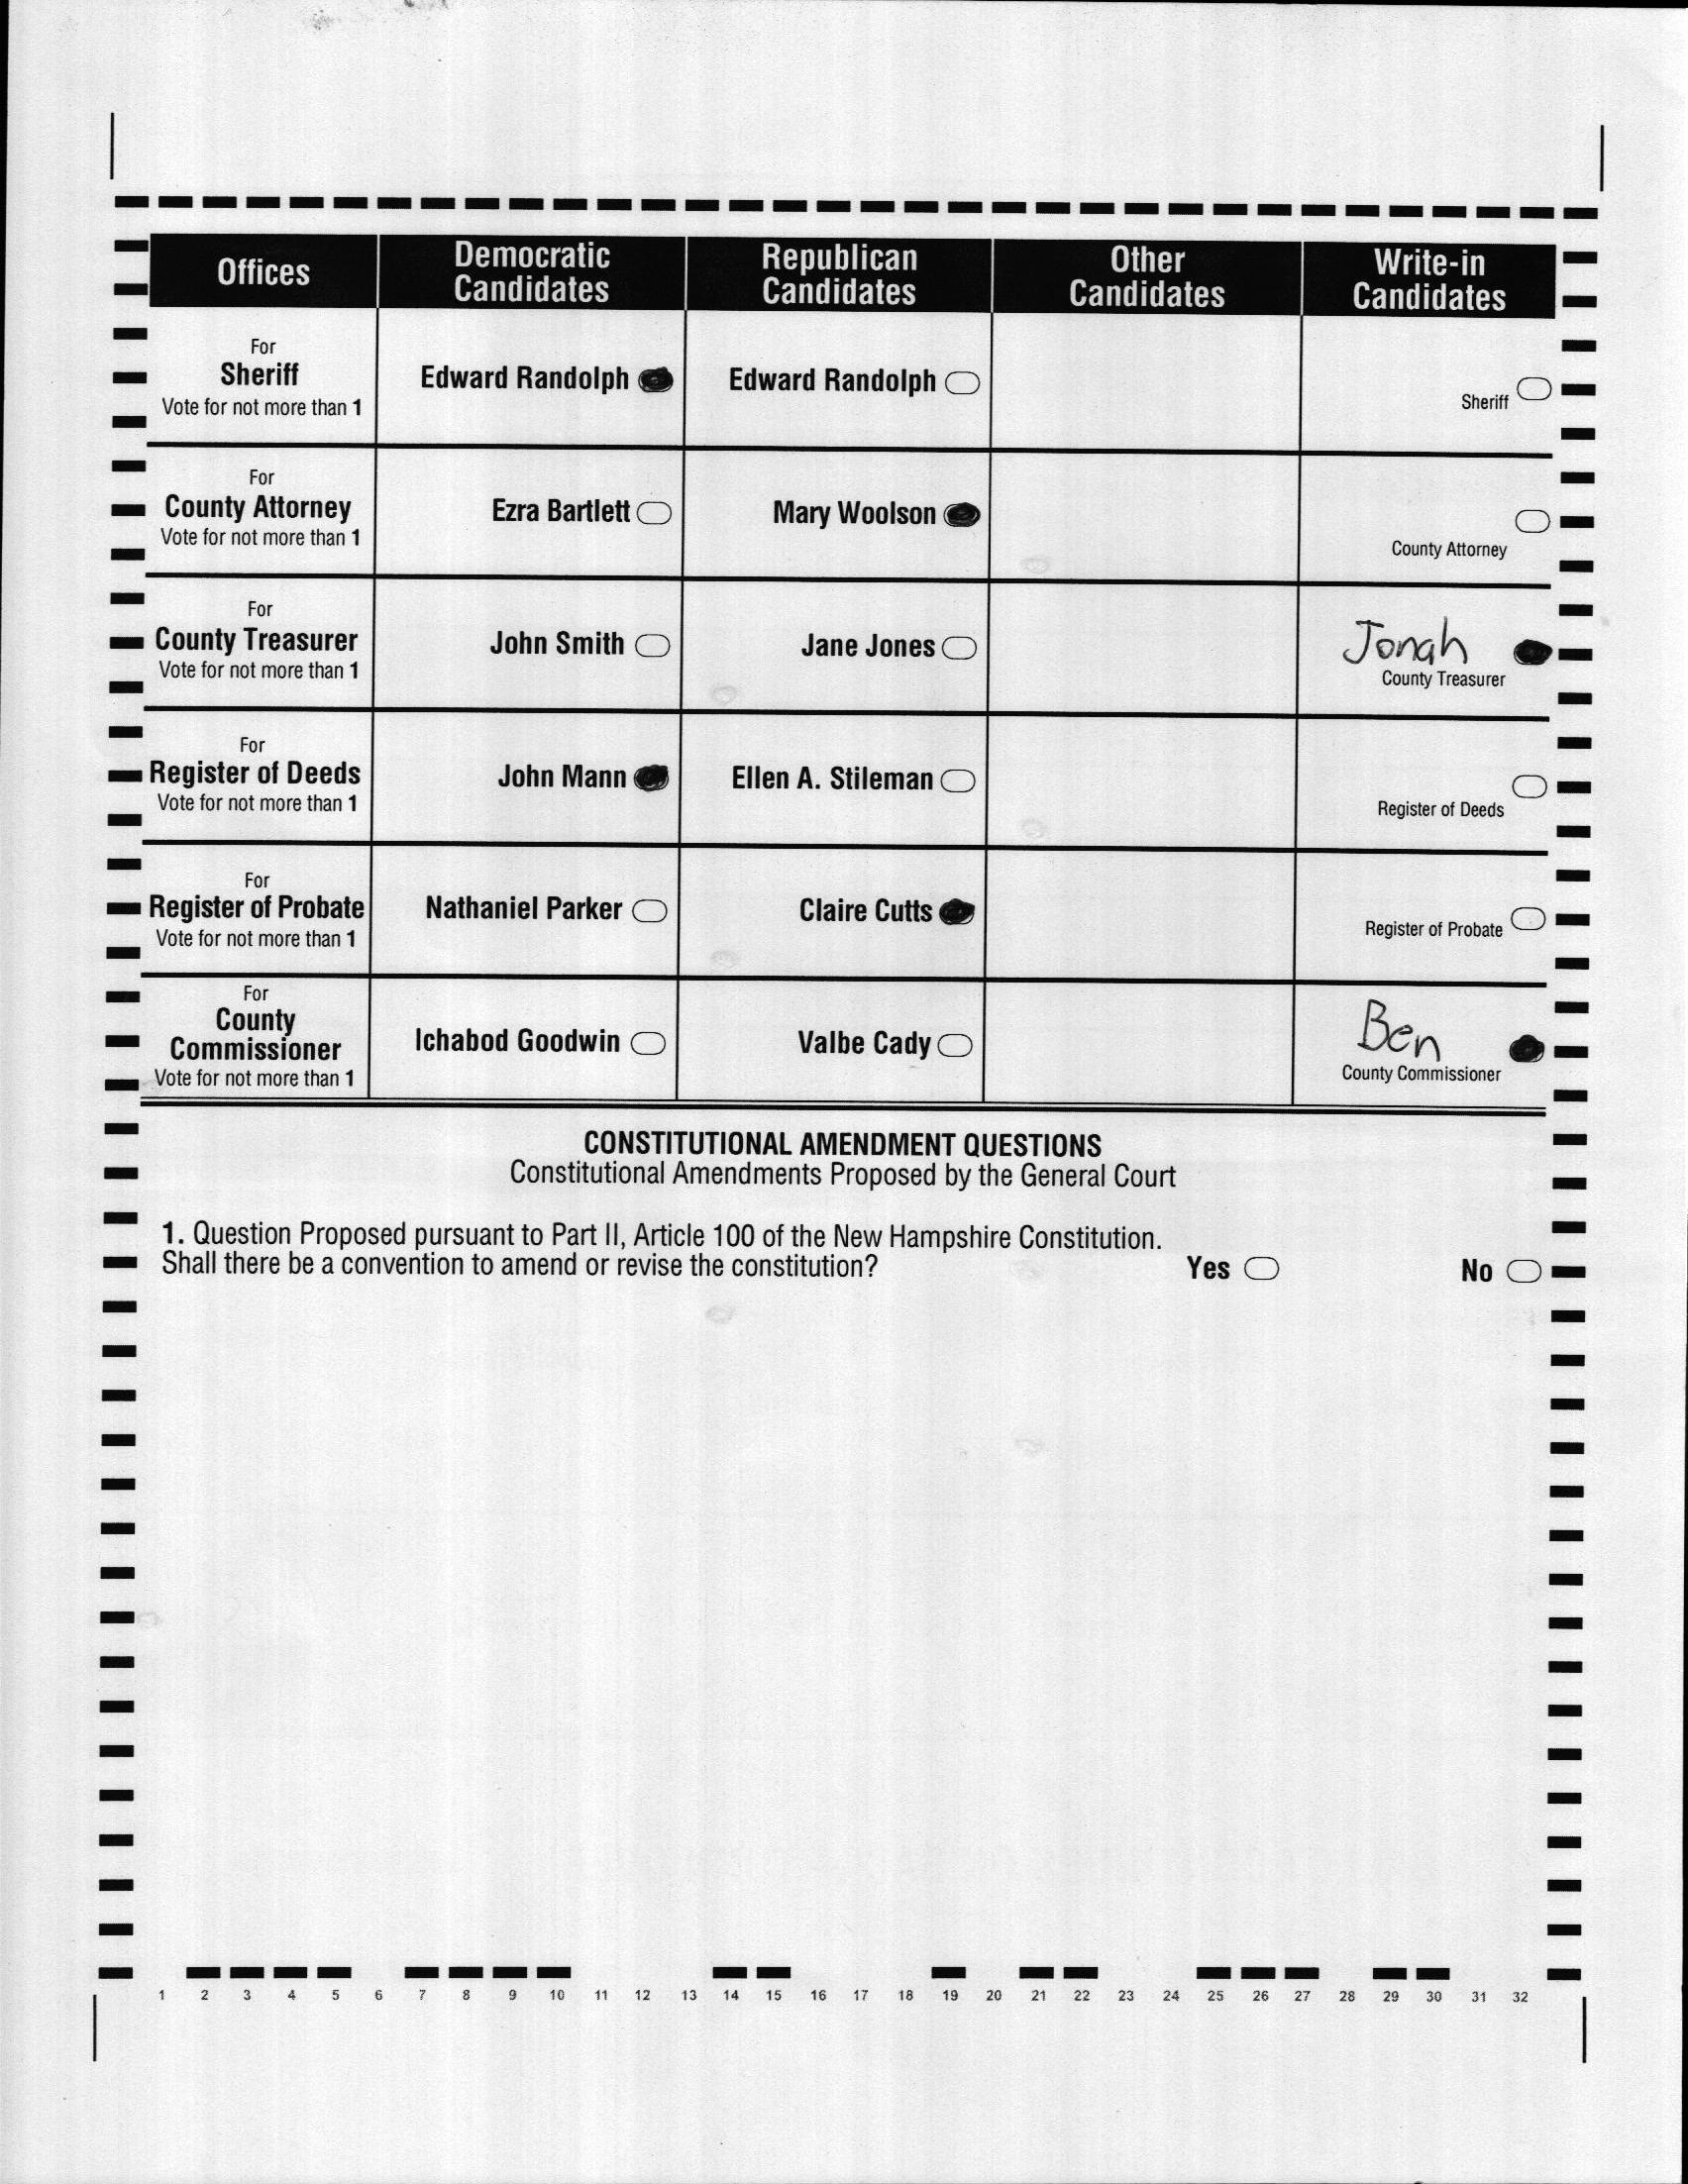 Offices Democratic Candidates Republican Candidates Other Candidates Write-in Candidates
For
Sheriff
Vote for not more than 1
Edward Randolph
Edward Randolph
Sheriff
For
County Attorney
Vote for not more than 1
Ezra Bartlett
Mary Woolson
County Attorney
For
County Treasurer
Vote for not more than 1
John Smith
Jane Jones
Jonah
County Treasurer
For
Register of Deeds
Vote for not more than 1
John Mann
Ellen A. Stileman
Register of Deeds
For
Register of Probate
Vote for not more than 1
Nathaniel Parker
Claire Cutts
Register of Probate
For
County
Commissioner
Vote for not more than 1
Ichabod Goodwin
Valbe Cady
Ben
County Commissioner
CONSTITUTIONAL AMENDMENT QUESTIONS
Constitutional Amendments Proposed by the General Court
1. Question Proposed pursuant to Part II, Article 100 of the New Hampshire Constitution.
Shall there be a convention to amend or revise the constitution? Yes No
1 2 3 4 5 6 7 8 9 10 11 12 13 14 15 16 17 18 19 20 21 22 23 24 25 26 27 28 29 30 31 32